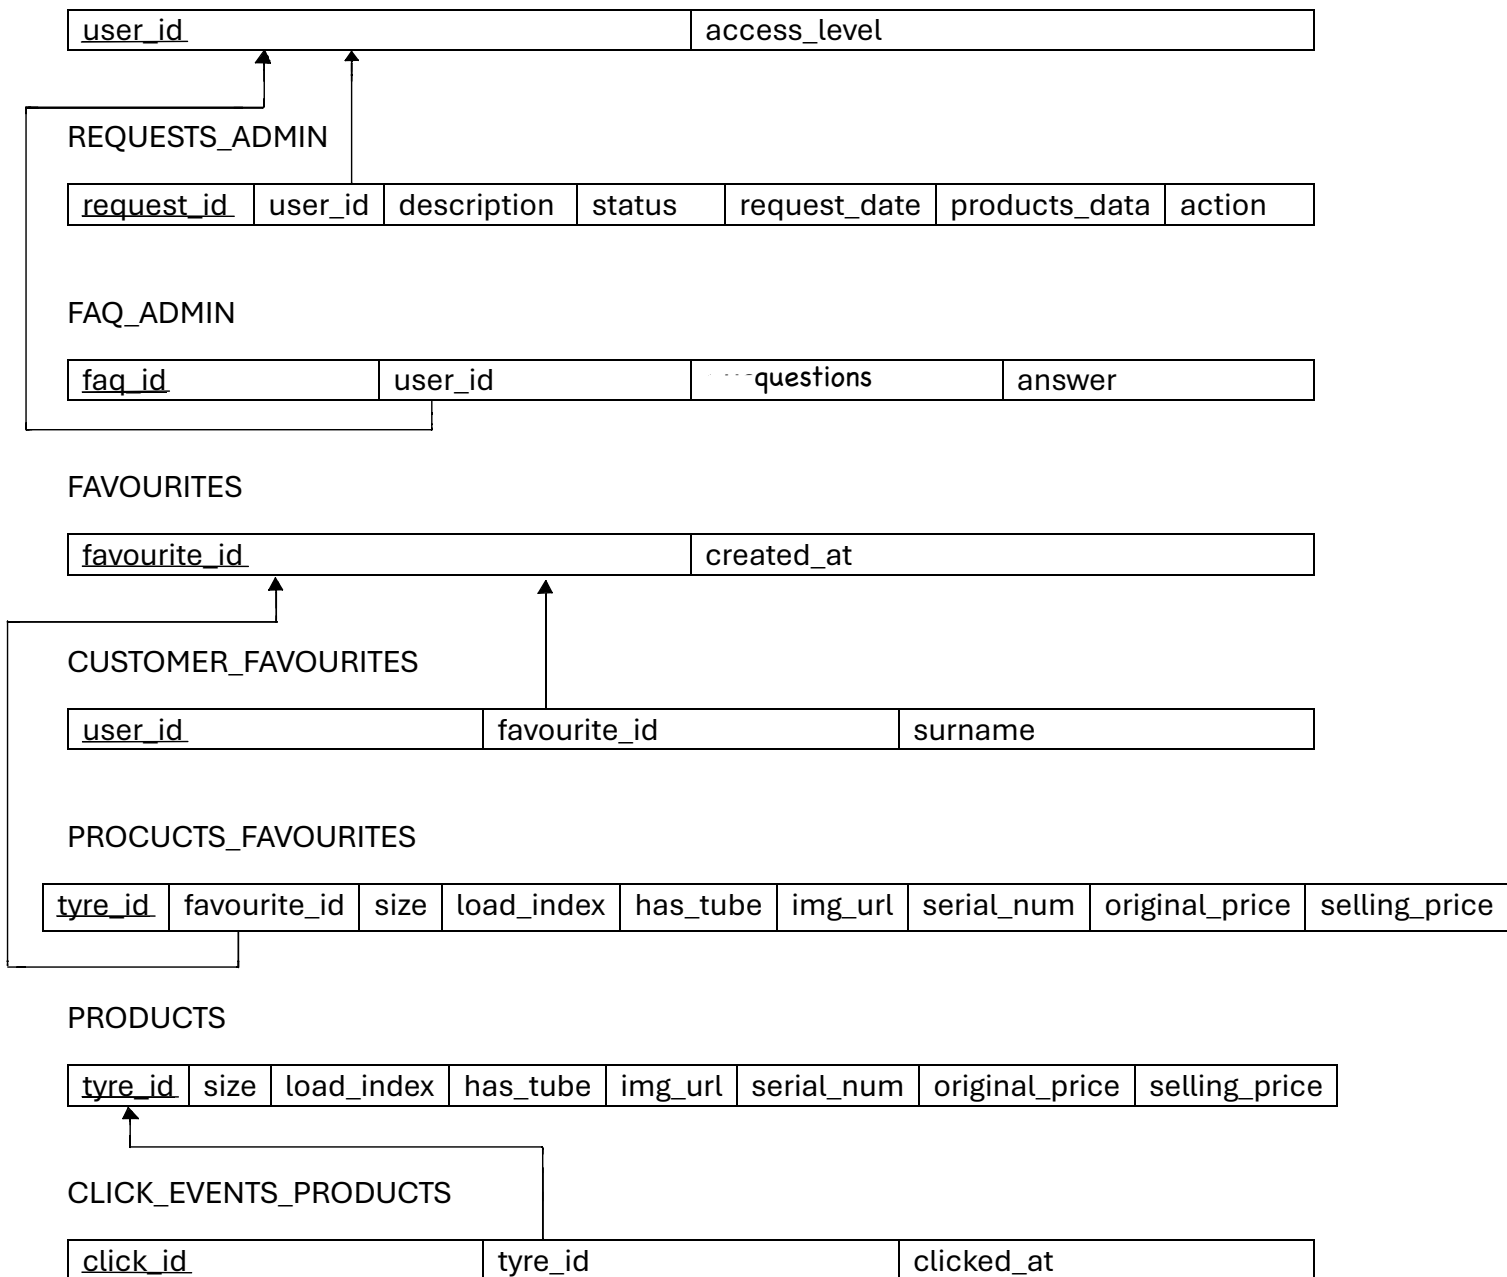 user_id access_level
REQUESTS_ADMIN
request_id user_id description status request_date products_data action
FAQ_ADMIN
faq_id user_id questions answer
FAVOURITES
favourite_id created_at
CUSTOMER_FAVOURITES
user_id favourite_id surname
PROCUCTS_FAVOURITES
tyre_id favourite_id size load_index has_tube img_url serial_num original_price selling_price
PRODUCTS
tyre_id size load_index has_tube img_url serial_num original_price selling_price
CLICK_EVENTS_PRODUCTS
click_id tyre_id clicked_at